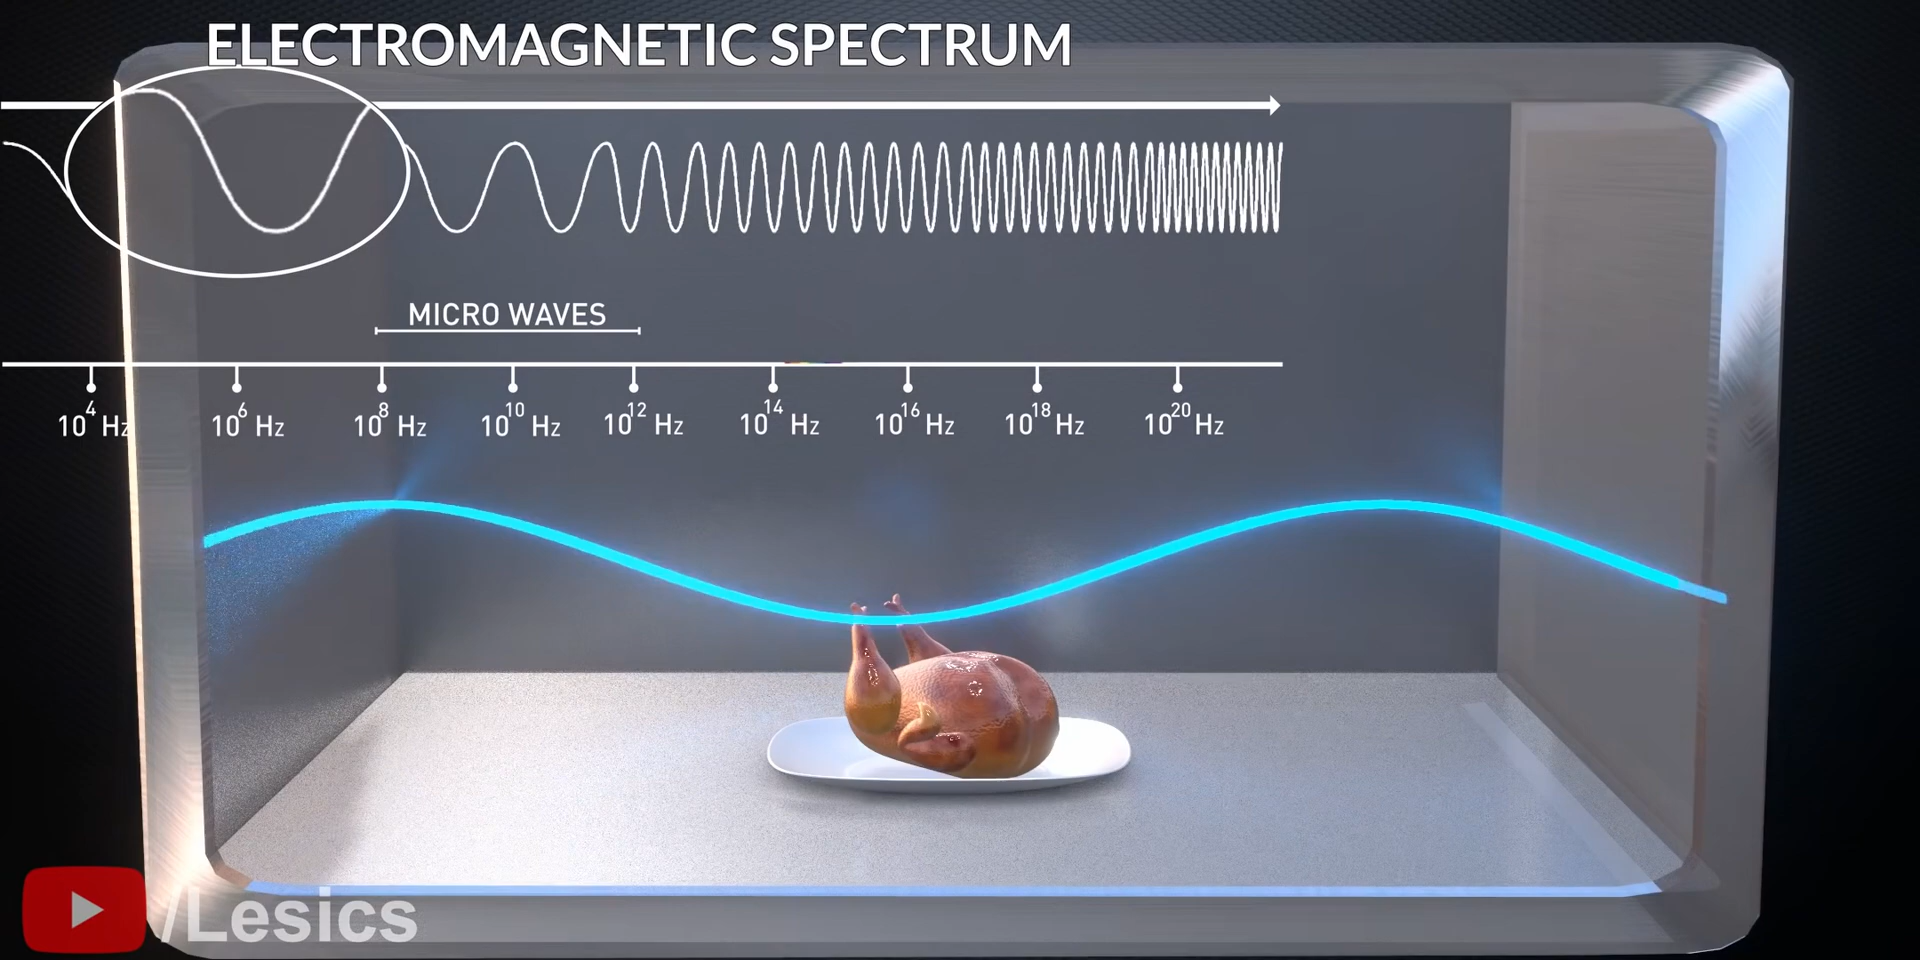 ELECTROMAGNETIC SPECTRUM
MICRO WAVES
10⁴ Hz 10⁶ Hz 10⁸ Hz 10¹⁰ Hz 10¹² Hz 10¹⁴ Hz 10¹⁶ Hz 10¹⁸ Hz 10²⁰ Hz
/Lesics